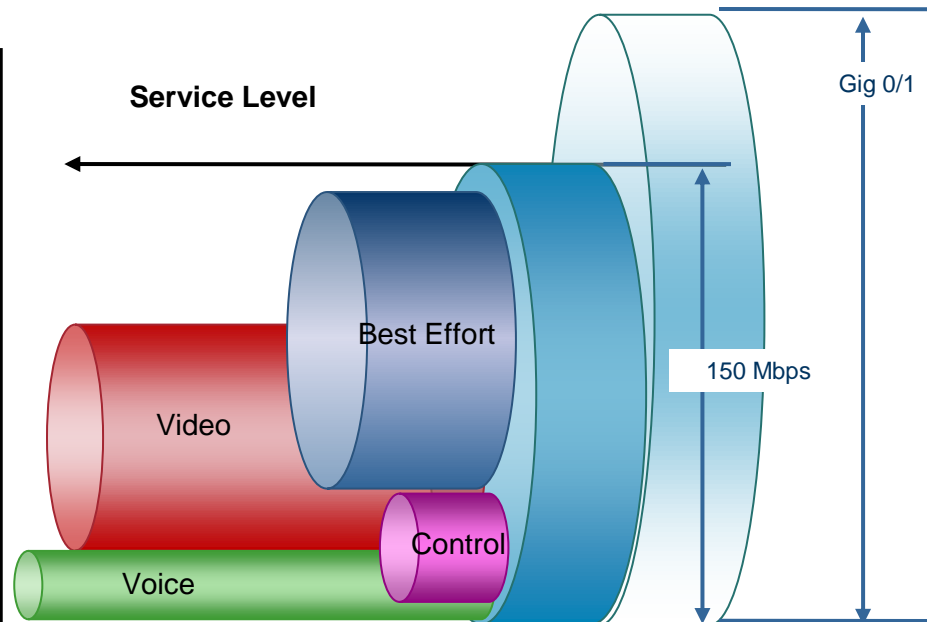 Gig 0/1
Service Level
Best Effort
150 Mbps
Video
Control
Voice